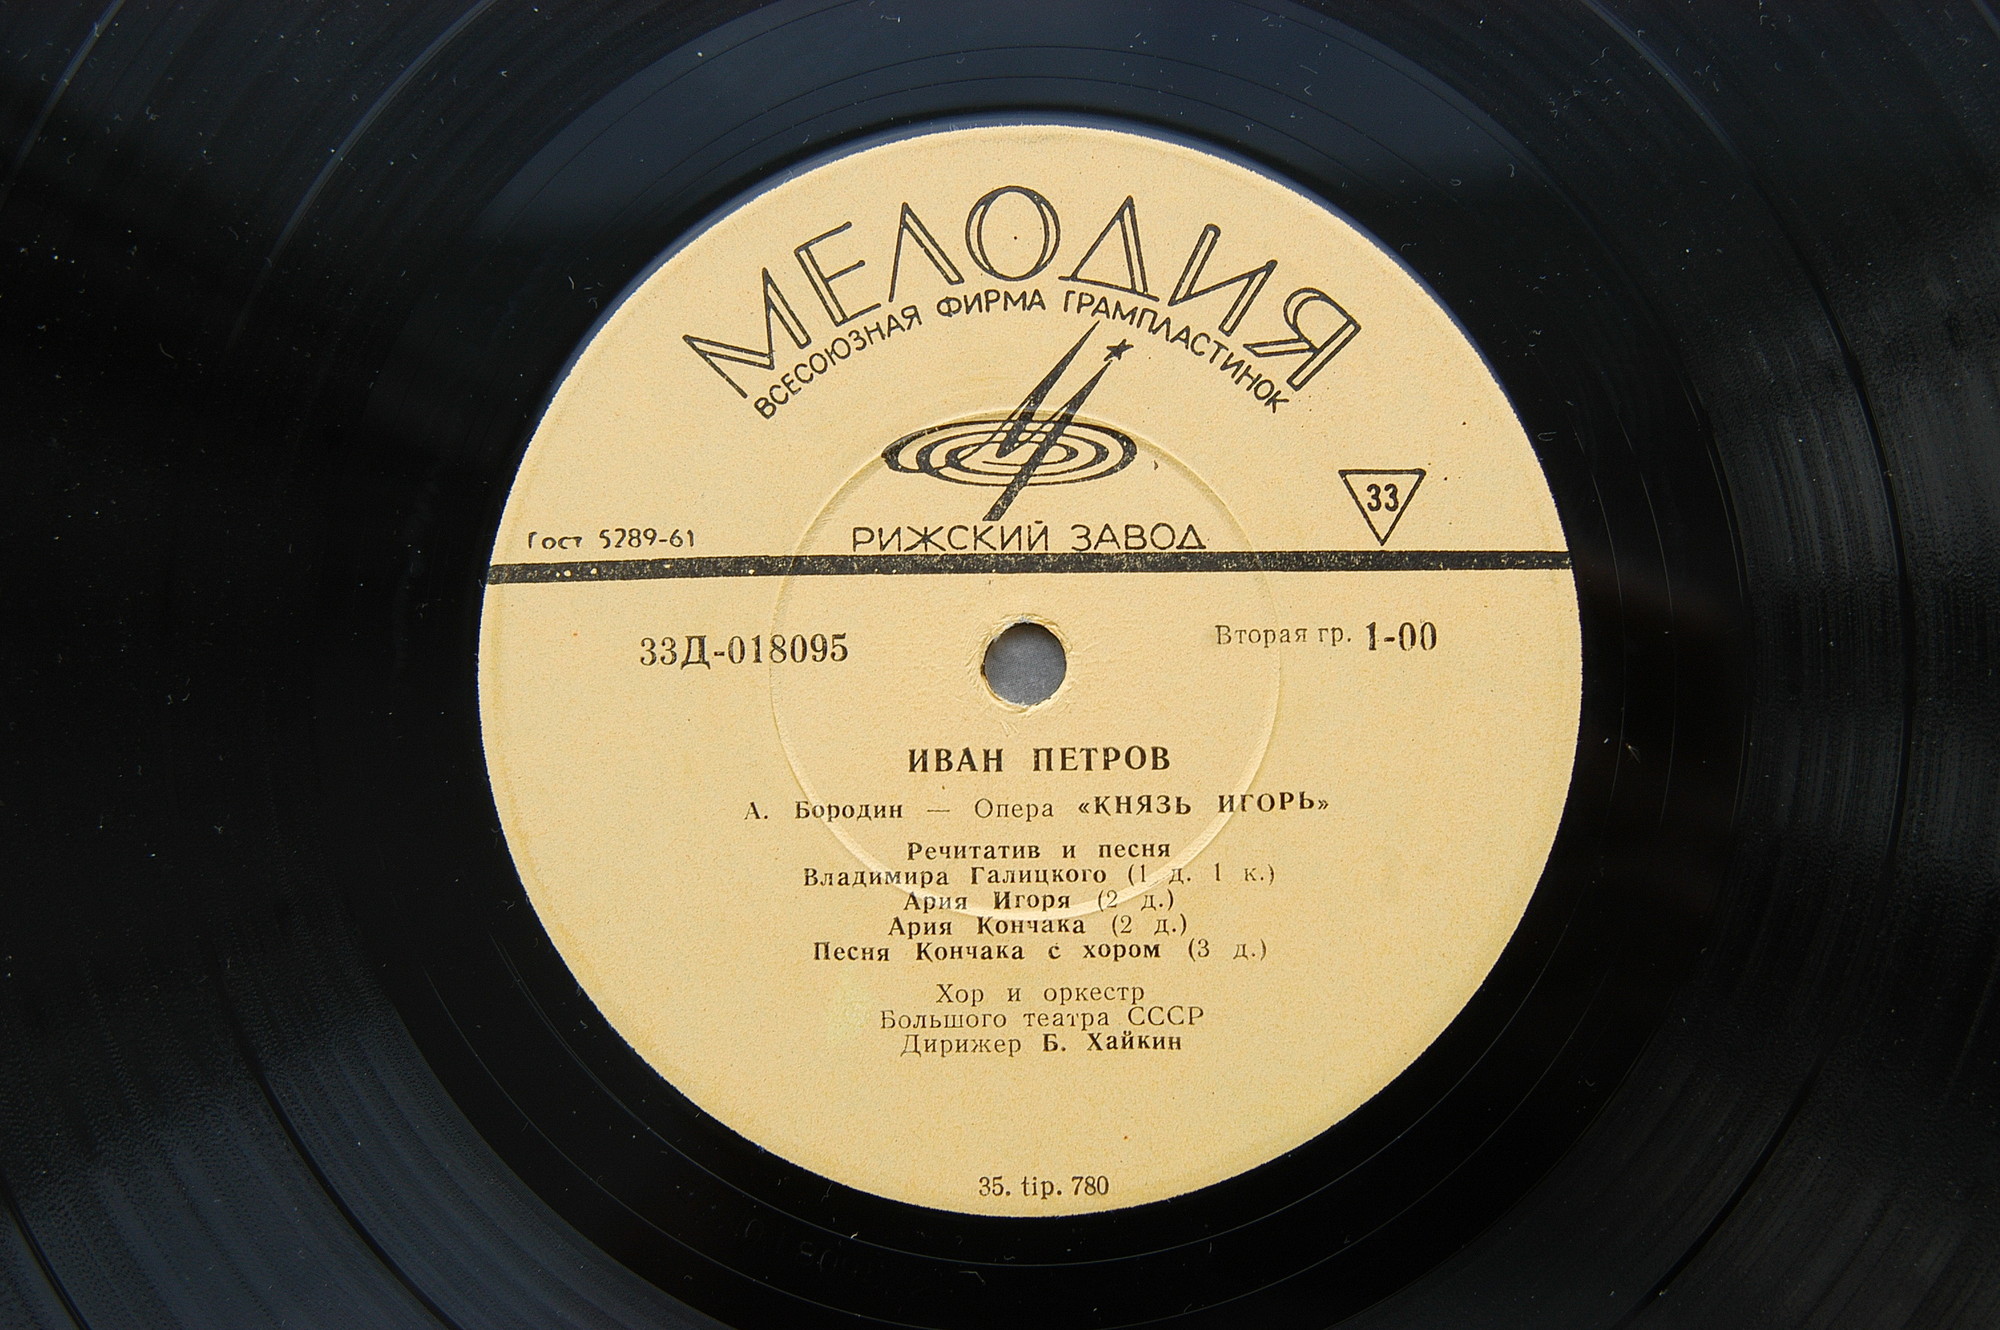 МЕЛОДИЯ
ВСЕСОЮЗНАЯ ФИРМА ГРАМПЛАСТИНОК
33
Гост 5289-61
РИЖСКИЙ ЗАВОД
33Д-018095
Вторая гр. 1-00
ИВАН ПЕТРОВ
А. Бородин — Опера «КНЯЗЬ ИГОРЬ»
Речитатив и песня
Владимира Галицкого (1 д. 1 к.)
Ария Игоря (2 д.)
Ария Кончака (2 д.)
Песня Кончака с хором (3 д.)
Хор и оркестр
Большого театра СССР
Дирижер Б. Хайкин
35. tip. 780